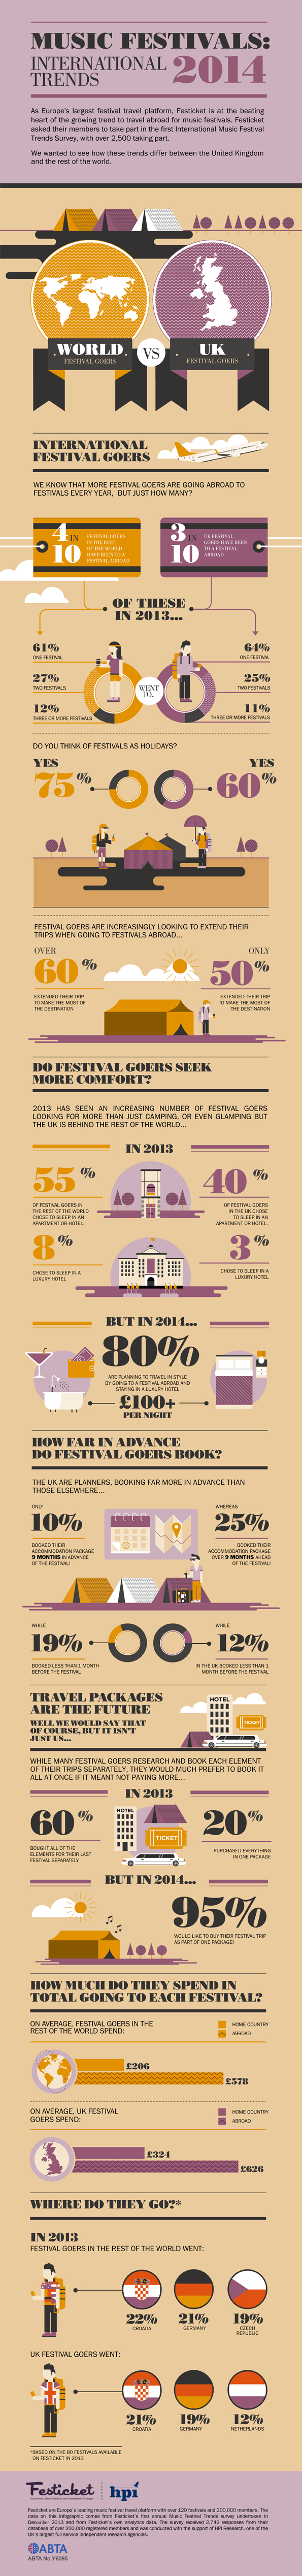 MUSIC FESTIVALS:
INTERNATIONAL
TRENDS
2014
As Europe's largest festival travel platform, Festicket is at the beating
heart of the growing trend to travel abroad for music festivals. Festicket
asked their members to take part in the first International Music Festival
Trends Survey, with over 2,500 taking part.
We wanted to see how these trends differ between the United Kingdom
and the rest of the world.
WORLD
FESTIVAL GOERS
VS
UK
FESTIVAL GOERS
INTERNATIONAL
FESTIVAL GOERS
WE KNOW THAT MORE FESTIVAL GOERS ARE GOING ABROAD TO
FESTIVALS EVERY YEAR, BUT JUST HOW MANY?
4 IN 10
FESTIVAL GOERS
IN THE REST
OF THE WORLD
HAVE BEEN TO A
FESTIVAL ABROAD
3 IN 10
UK FESTIVAL
GOERS HAVE BEEN
TO A FESTIVAL
ABROAD
OF THESE
IN 2013...
61%
ONE FESTIVAL
27%
TWO FESTIVALS
12%
THREE OR MORE FESTIVALS
WENT
TO...
64%
ONE FESTIVAL
25%
TWO FESTIVALS
11%
THREE OR MORE FESTIVALS
DO YOU THINK OF FESTIVALS AS HOLIDAYS?
YES
75%
YES
60%
FESTIVAL GOERS ARE INCREASINGLY LOOKING TO EXTEND THEIR
TRIPS WHEN GOING TO FESTIVALS ABROAD...
OVER
60%
EXTENDED THEIR TRIP
TO MAKE THE MOST OF
THE DESTINATION
ONLY
50%
EXTENDED THEIR TRIP
TO MAKE THE MOST OF
THE DESTINATION
DO FESTIVAL GOERS SEEK
MORE COMFORT?
2013 HAS SEEN AN INCREASING NUMBER OF FESTIVAL GOERS
LOOKING FOR MORE THAN JUST CAMPING, OR EVEN GLAMPING BUT
THE UK IS BEHIND THE REST OF THE WORLD...
IN 2013
55%
OF FESTIVAL GOERS IN
THE REST OF THE WORLD
CHOSE TO SLEEP IN AN
APARTMENT OR HOTEL.
40%
OF FESTIVAL GOERS
IN THE UK CHOSE
TO SLEEP IN AN
APARTMENT OR HOTEL.
8%
CHOSE TO SLEEP IN A
LUXURY HOTEL
3%
CHOSE TO SLEEP IN A
LUXURY HOTEL
BUT IN 2014...
80%
ARE PLANNING TO TRAVEL IN STYLE
BY GOING TO A FESTIVAL ABROAD AND
STAYING IN A LUXURY HOTEL
£100+
PER NIGHT
HOW FAR IN ADVANCE
DO FESTIVAL GOERS BOOK?
THE UK ARE PLANNERS, BOOKING FAR MORE IN ADVANCE THAN
THOSE ELSEWHERE...
ONLY
10%
BOOKED THEIR
ACCOMMODATION PACKAGE
9 MONTHS IN ADVANCE
OF THE FESTIVAL!
WHEREAS
25%
BOOKED THEIR
ACCOMMODATION PACKAGE
OVER 9 MONTHS AHEAD
OF THE FESTIVAL!
WHILE
19%
BOOKED LESS THAN 1 MONTH
BEFORE THE FESTIVAL
WHILE
12%
IN THE UK BOOKED LESS THAN 1
MONTH BEFORE THE FESTIVAL
TRAVEL PACKAGES
ARE THE FUTURE
WELL WE WOULD SAY THAT
OF COURSE, BUT IT ISN'T
JUST US...
HOTEL
TICKET
WHILE MANY FESTIVAL GOERS RESEARCH AND BOOK EACH ELEMENT
OF THEIR TRIPS SEPARATELY, THEY WOULD MUCH PREFER TO BOOK IT
ALL AT ONCE IF IT MEANT NOT PAYING MORE...
IN 2013
60%
BOUGHT ALL OF THE
ELEMENTS FOR THEIR LAST
FESTIVAL SEPARATELY
HOTEL
TICKET
20%
PURCHASED EVERYTHING
IN ONE PACKAGE
BUT IN 2014...
95%
WOULD LIKE TO BUY THEIR FESTIVAL TRIP
AS PART OF ONE PACKAGE!
HOW MUCH DO THEY SPEND IN
TOTAL GOING TO EACH FESTIVAL?
ON AVERAGE, FESTIVAL GOERS IN THE
REST OF THE WORLD SPEND:
HOME COUNTRY
ABROAD
£206
£578
ON AVERAGE, UK FESTIVAL
GOERS SPEND:
HOME COUNTRY
ABROAD
£324
£626
WHERE DO THEY GO?*
IN 2013
FESTIVAL GOERS IN THE REST OF THE WORLD WENT:
22%
CROATIA
21%
GERMANY
19%
CZECH
REPUBLIC
UK FESTIVAL GOERS WENT:
21%
CROATIA
19%
GERMANY
12%
NETHERLANDS
*BASED ON THE 80 FESTIVALS AVAILABLE
ON FESTICKET IN 2013
Festicket
hpi
Festicket are Europe's leading music festival travel platform with over 120 festivals and 200,000 members. The
data on this infographic comes from Festicket's first annual Music Festival Trends survey undertaken in
December 2013 and from Festicket's own analytics data. The survey received 2,742 responses from their
database of over 200,000 registered members and was conducted with the support of HPI Research, one of the
UK's largest full service independent research agencies.
ABTA
ABTA No.Y6095